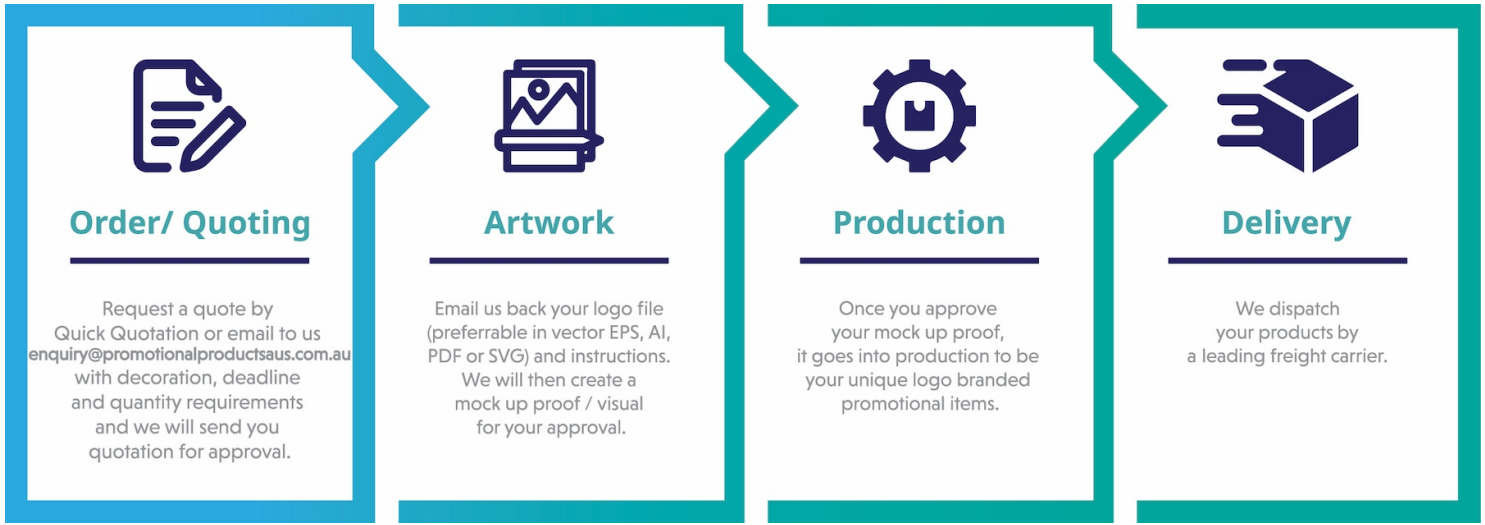 Order/ Quoting
Request a quote by
Quick Quotation or email to us
enquiry@promotionalproductsaus.com.au
with decoration, deadline
and quantity requirements
and we will send you
quotation for approval.
Artwork
Email us back your logo file
(preferrable in vector EPS, AI,
PDF or SVG) and instructions.
We will then create a
mock up proof / visual
for your approval.
Production
Once you approve
your mock up proof,
it goes into production to be
your unique logo branded
promotional items.
Delivery
We dispatch
your products by
a leading freight carrier.